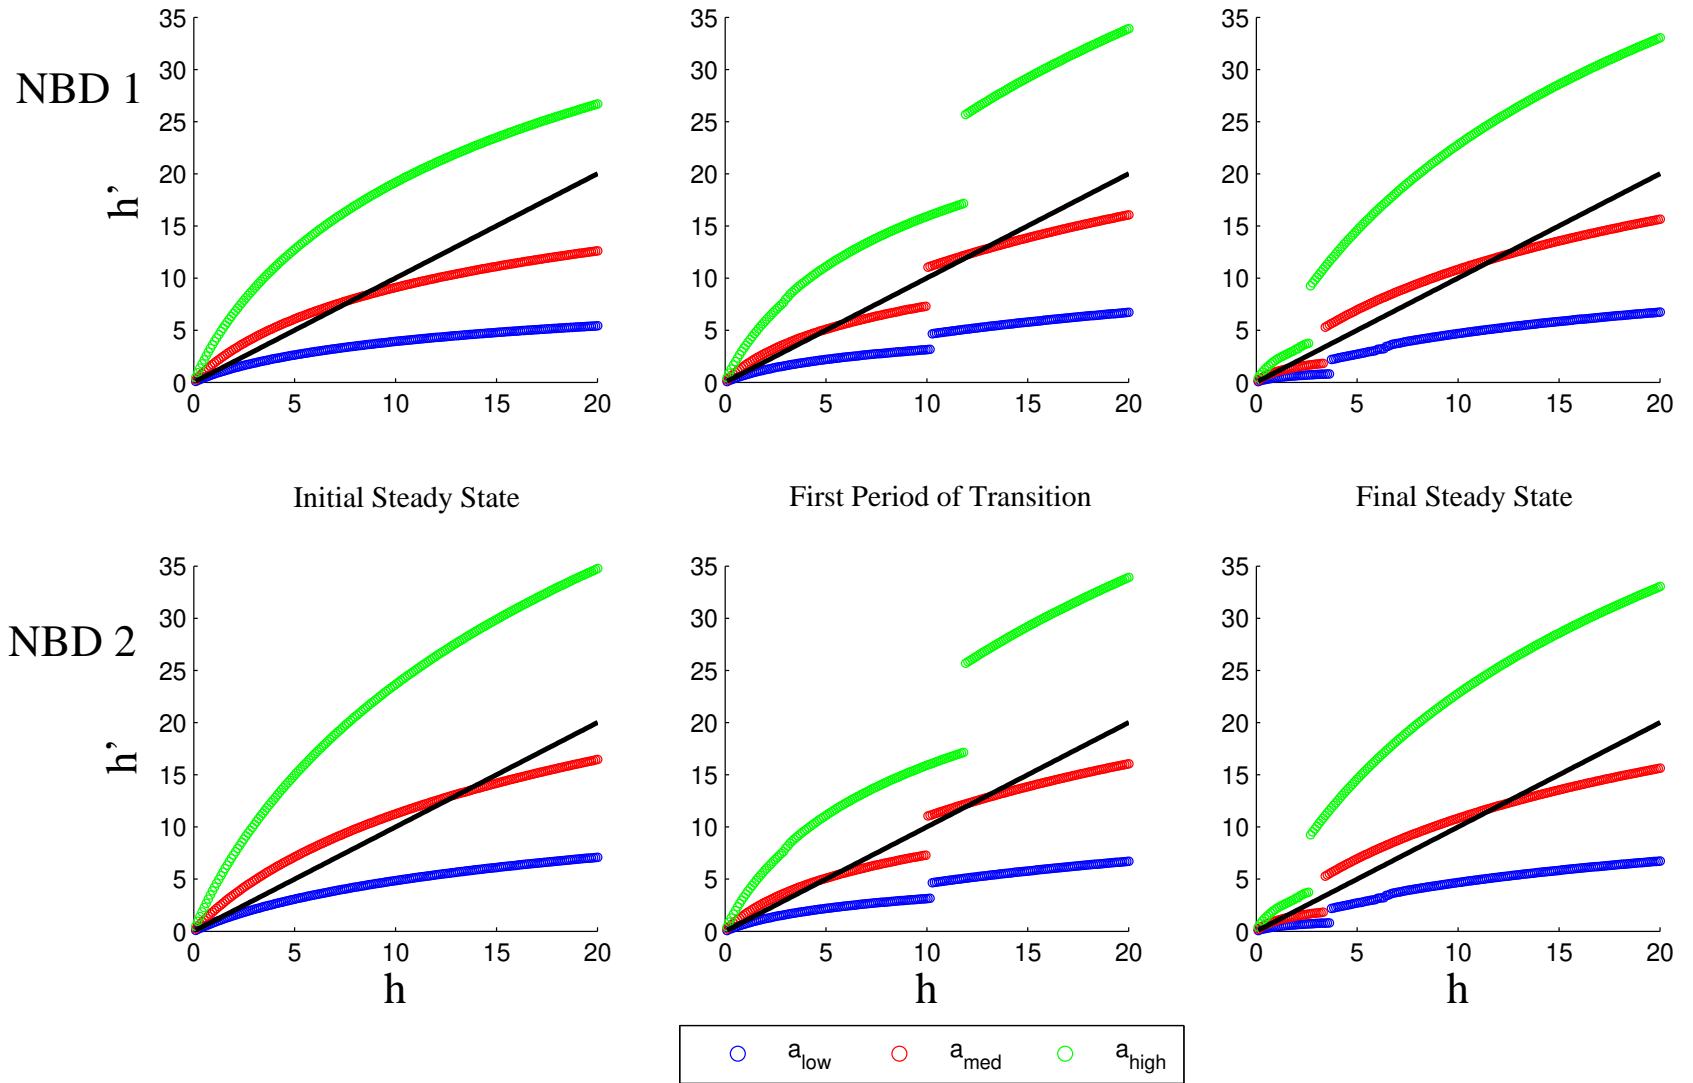 NBD 1
h'
35
30
25
20
15
10
5
0
0 5 10 15 20
35
30
25
20
15
10
5
0
0 5 10 15 20
35
30
25
20
15
10
5
0
0 5 10 15 20
Initial Steady State
First Period of Transition
Final Steady State
NBD 2
h'
35
30
25
20
15
10
5
0
0 5 10 15 20
h
35
30
25
20
15
10
5
0
0 5 10 15 20
h
35
30
25
20
15
10
5
0
0 5 10 15 20
h
a_low a_med a_high